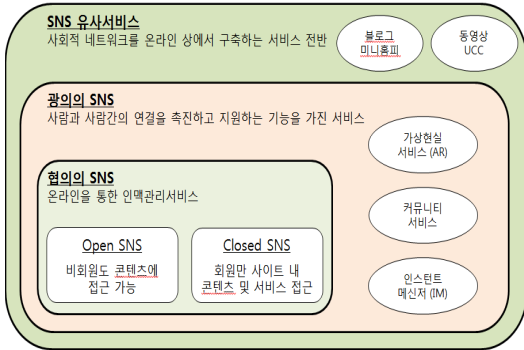 SNS 유사서비스
사회적 네트워크를 온라인 상에서 구축하는 서비스 전반
블로그
미니홈피
동영상
UCC
광의의 SNS
사람과 사람간의 연결을 촉진하고 지원하는 기능을 가진 서비스
가상현실
서비스 (AR)
협의의 SNS
온라인을 통한 인맥관리서비스
커뮤니티
서비스
Open SNS
비회원도 콘텐츠에
접근 가능
Closed SNS
회원만 사이트 내
콘텐츠 및 서비스 접근
인스턴트
메신저 (IM)